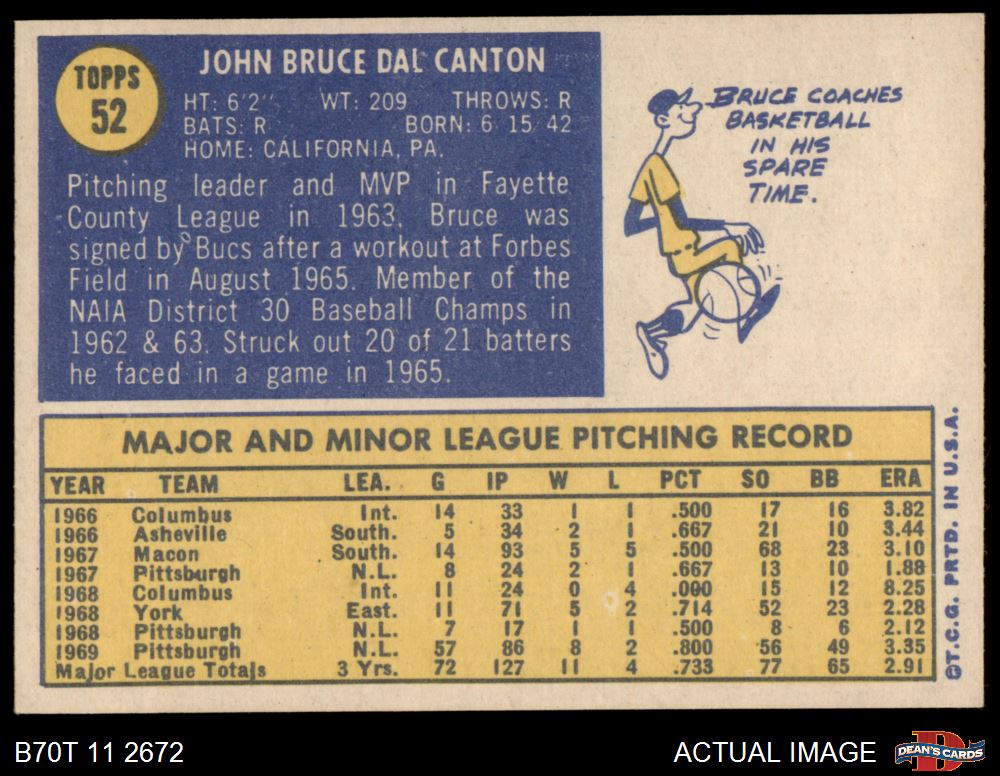 TOPPS
52
JOHN BRUCE DAL CANTON
HT: 6'2" WT: 209 THROWS: R
BATS: R BORN: 6 15 42
HOME: CALIFORNIA, PA.
Pitching leader and MVP in Fayette
County League in 1963. Bruce was
signed by Bucs after a workout at Forbes
Field in August 1965. Member of the
NAIA District 30 Baseball Champs in
1962 & 63. Struck out 20 of 21 batters
he faced in a game in 1965.
BRUCE COACHES
BASKETBALL
IN HIS
SPARE
TIME.
MAJOR AND MINOR LEAGUE PITCHING RECORD
YEAR TEAM LEA. G IP W L PCT SO BB ERA
1966 Columbus Int. 14 33 1 1 .500 17 16 3.82
1966 Asheville South. 5 34 2 1 .667 21 10 3.44
1967 Macon South. 14 93 5 5 .500 68 23 3.10
1967 Pittsburgh N.L. 8 24 2 1 .667 13 10 1.88
1968 Columbus Int. 11 24 0 4 .000 15 12 8.25
1968 York East. 11 71 5 2 .714 52 23 2.28
1968 Pittsburgh N.L. 7 17 1 1 .500 8 6 2.12
1969 Pittsburgh N.L. 57 86 8 2 .800 56 49 3.35
Major League Totals 3 Yrs. 72 127 11 4 .733 77 65 2.91
©T.C.G. PRTD. IN U.S.A.
B70T 11 2672
ACTUAL IMAGE
D
DEAN'S CARDS